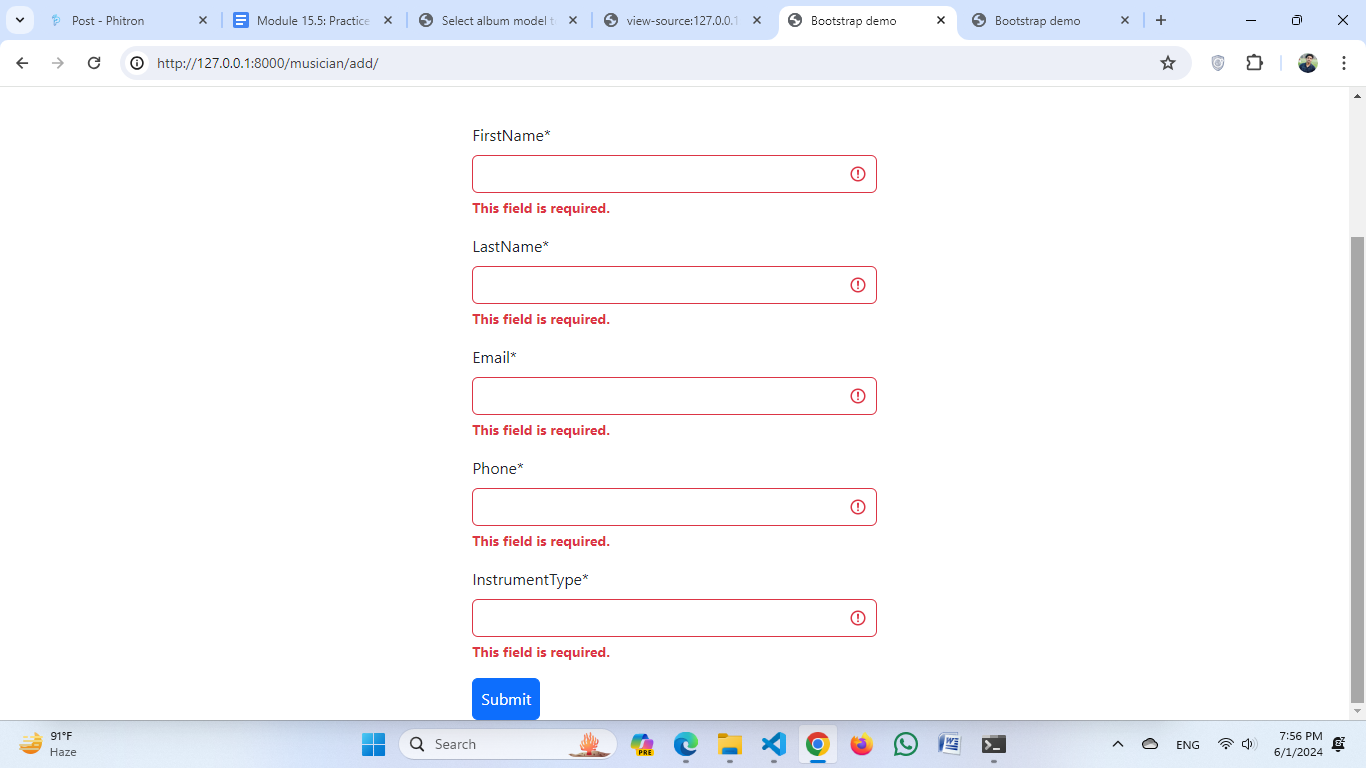 Post - Phitron
Module 15.5: Practice
Select album model t
view-source:127.0.0.1
Bootstrap demo
Bootstrap demo
http://127.0.0.1:8000/musician/add/
FirstName*
This field is required.
LastName*
This field is required.
Email*
This field is required.
Phone*
This field is required.
InstrumentType*
This field is required.
Submit
91°F
Haze
Search
PRE
ENG
7:56 PM
6/1/2024